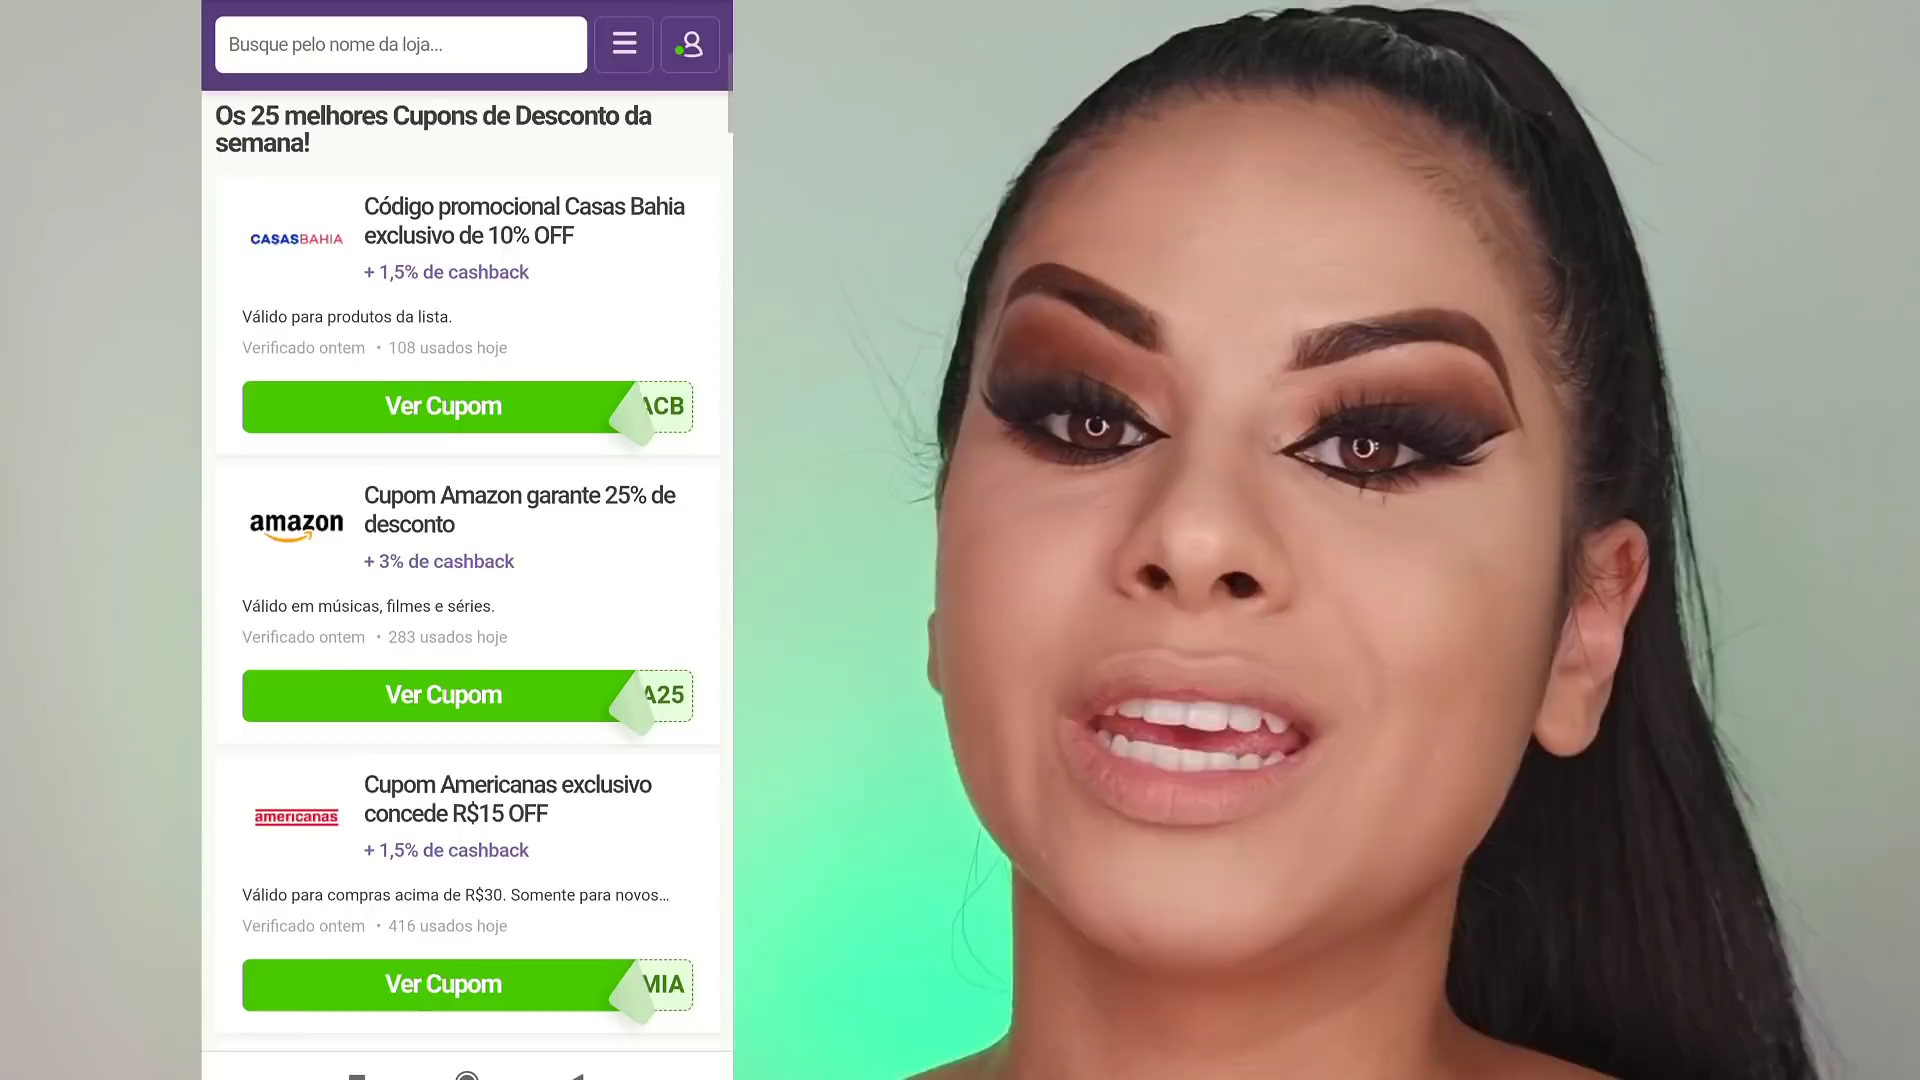 Busque pelo nome da loja...
Os 25 melhores Cupons de Desconto da
semana!
CASASBAHIA
Código promocional Casas Bahia
exclusivo de 10% OFF
+ 1,5% de cashback
Válido para produtos da lista.
Verificado ontem • 108 usados hoje
Ver Cupom
ACB
amazon
Cupom Amazon garante 25% de
desconto
+ 3% de cashback
Válido em músicas, filmes e séries.
Verificado ontem • 283 usados hoje
Ver Cupom
A25
americanas
Cupom Americanas exclusivo
concede R$15 OFF
+ 1,5% de cashback
Válido para compras acima de R$30. Somente para novos...
Verificado ontem • 416 usados hoje
Ver Cupom
MIA